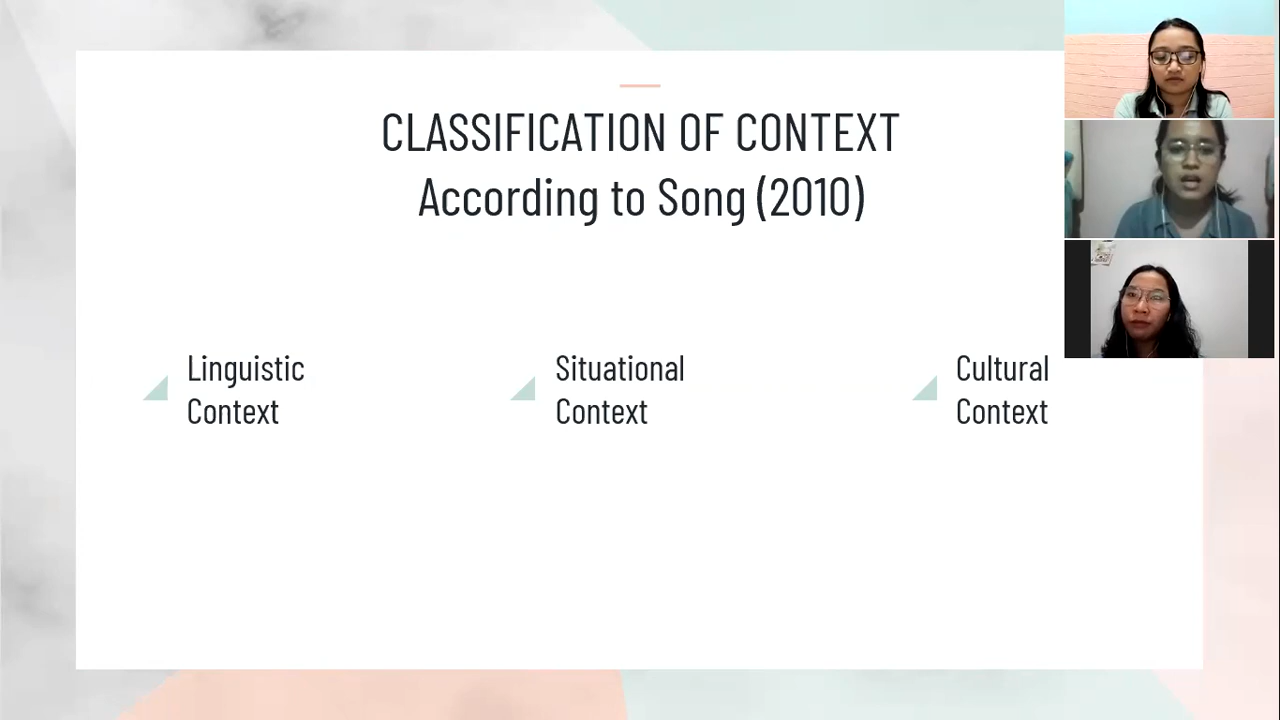 CLASSIFICATION OF CONTEXT
According to Song (2010)
Linguistic
Context
Situational
Context
Cultural
Context